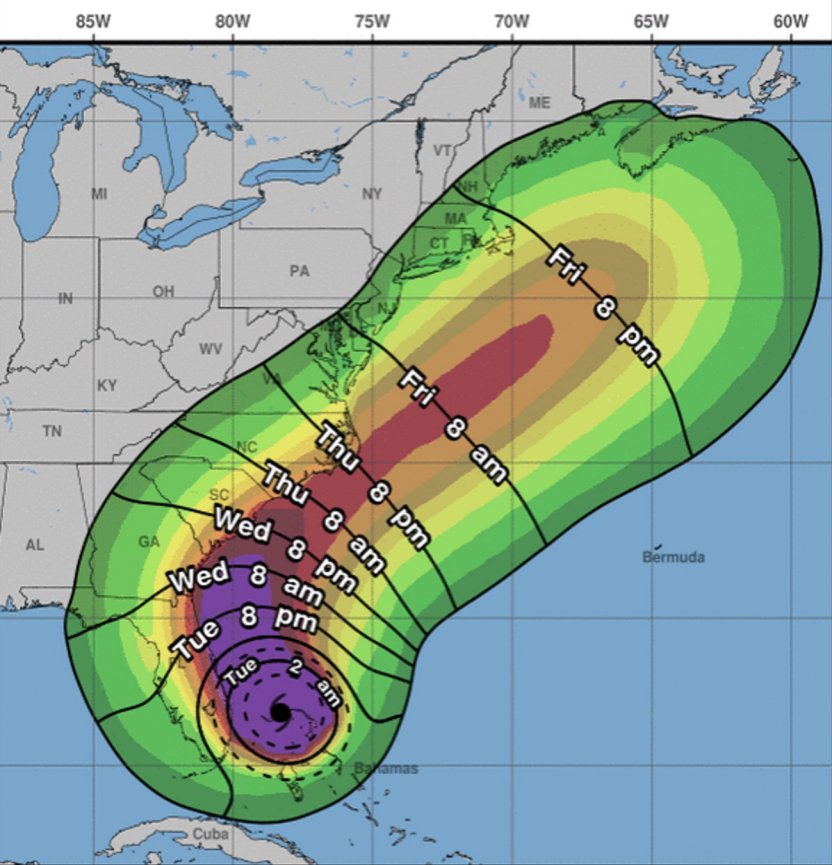 85W 80W 75W 70W 65W 60W
ME
VT
NH
MI
NY
MA
CT RI
PA
NJ
IN
OH
WV
KY
VA
TN
NC
SC
AL
GA
Fri 8 pm
Fri 8 am
Thu 8 pm
Thu 8 am
Wed 8 pm
Wed 8 am
Tue 8 pm
Tue 2 am
Bermuda
Bahamas
Cuba